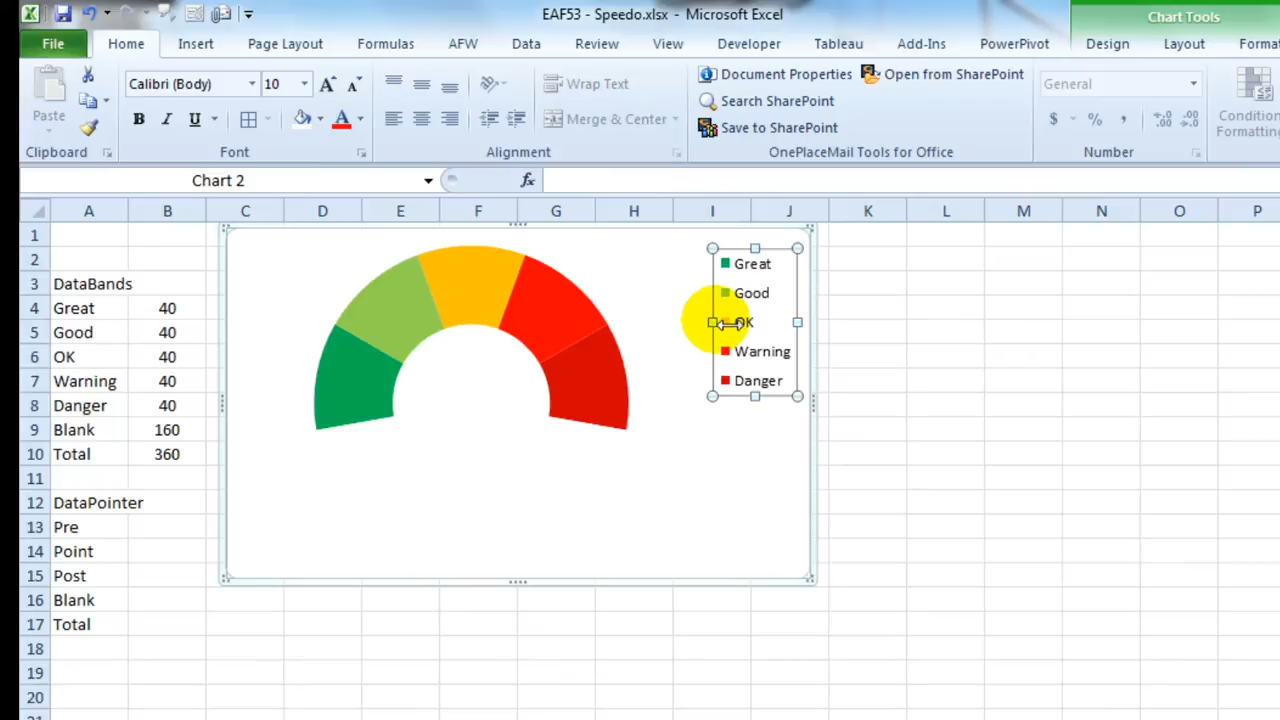 EAF53 - Speedo.xlsx - Microsoft Excel
Chart Tools
File Home Insert Page Layout Formulas AFW Data Review View Developer Tableau Add-Ins PowerPivot Design Layout Format
Paste
Calibri (Body) 10
B I U
Wrap Text
Merge & Center
Document Properties
Open from SharePoint
Search SharePoint
Save to SharePoint
General
$ % ,
Conditional
Formatting
Clipboard Font Alignment OnePlaceMail Tools for Office Number
Chart 2 fx
A B C D E F G H I J K L M N O P
1
2
3 DataBands
4 Great 40
5 Good 40
6 OK 40
7 Warning 40
8 Danger 40
9 Blank 160
10 Total 360
11
12 DataPointer
13 Pre
14 Point
15 Post
16 Blank
17 Total
18
19
20
Great
Good
OK
Warning
Danger